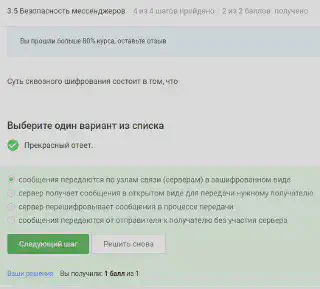 3.5 Безопасность мессенджеров 4 из 4 шагов пройдено 2 из 2 баллов получено
Вы прошли больше 80% курса, оставьте отзыв
Суть сквозного шифрования состоит в том, что
Выберите один вариант из списка
Прекрасный ответ.
сообщения передаются по узлам связи (серверам) в зашифрованном виде
сервер получает сообщения в открытом виде для передачи нужному получателю
сервер перешифровывает сообщения в процессе передачи
сообщения передаются от отправителя к получателю без участия сервера
Следующий шаг Решить снова
Ваши решения Вы получили: 1 балл из 1